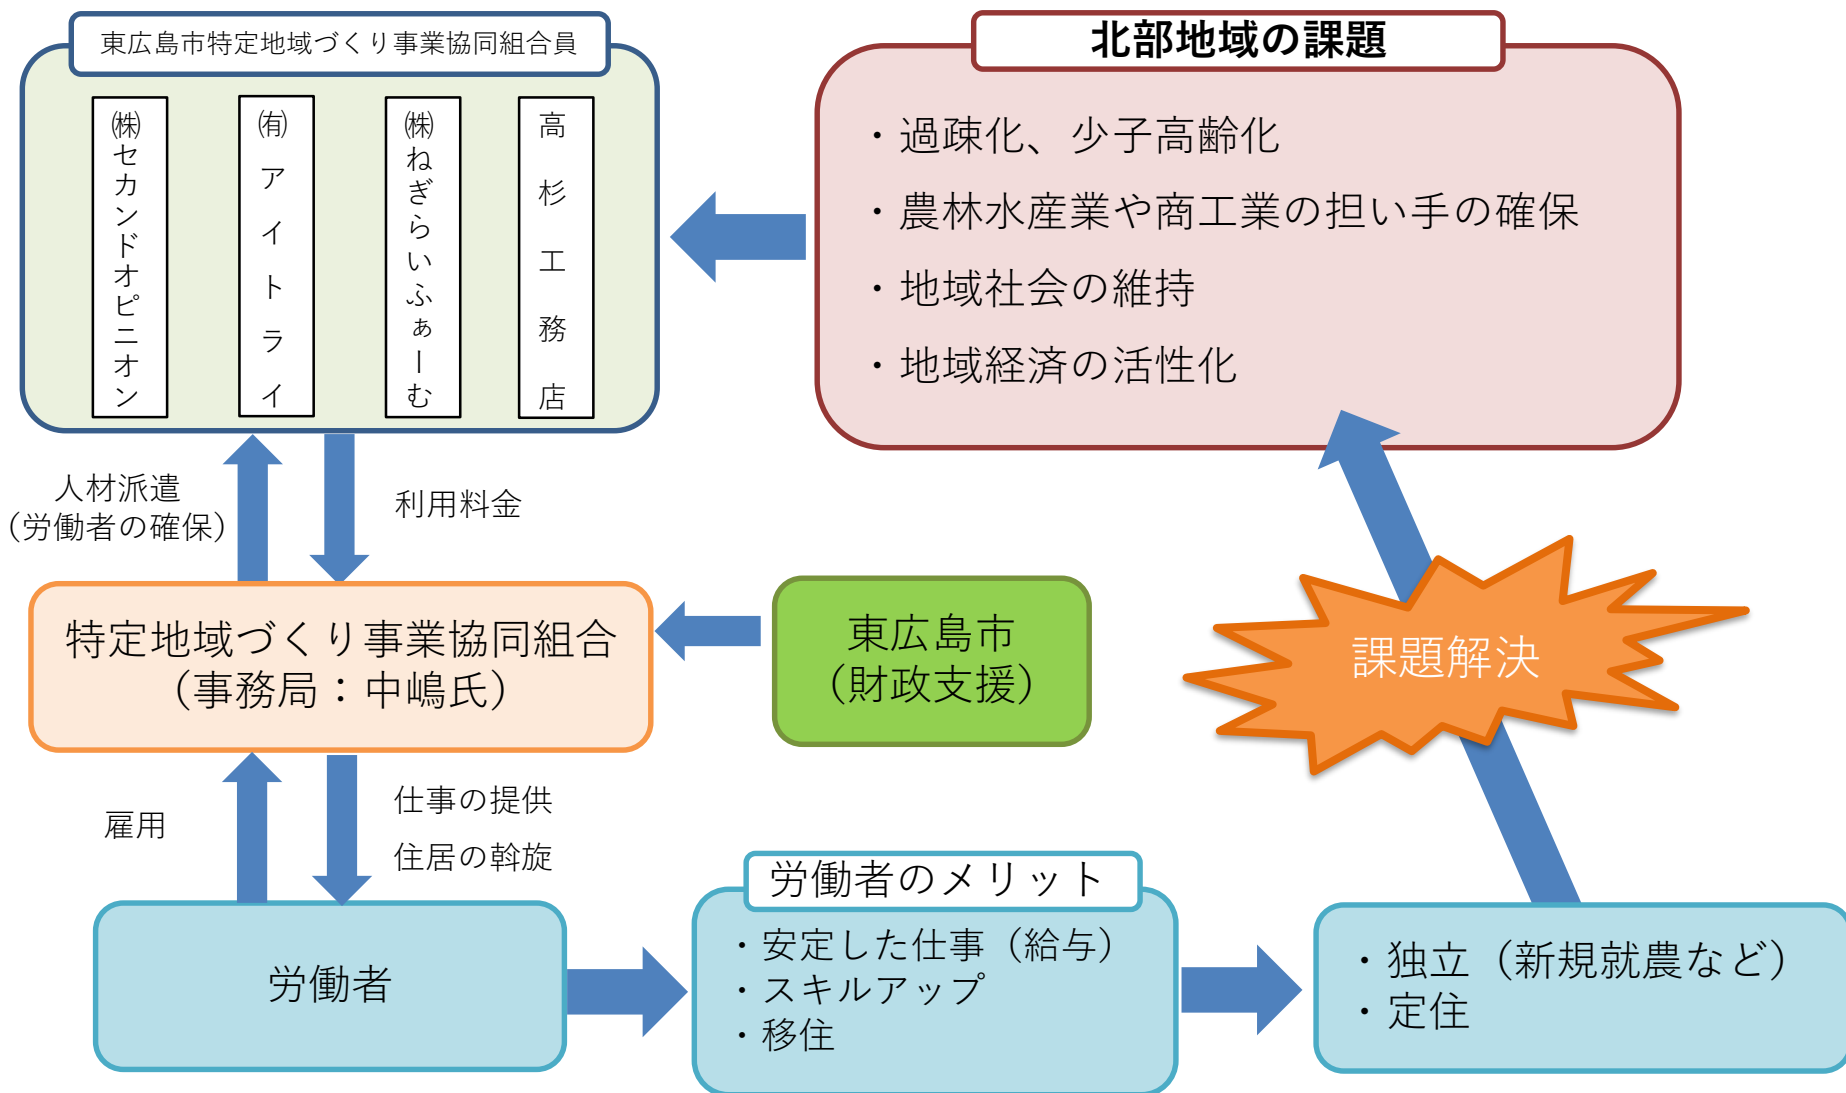 東広島市特定地域づくり事業協同組合員
㈱セカンドオピニオン
㈲アイトライ
㈱ねぎらいふぁーむ
高杉工務店
北部地域の課題
・過疎化、少子高齢化
・農林水産業や商工業の担い手の確保
・地域社会の維持
・地域経済の活性化
人材派遣
（労働者の確保）
利用料金
特定地域づくり事業協同組合
（事務局：中嶋氏）
東広島市
（財政支援）
課題解決
雇用
仕事の提供
住居の斡旋
労働者
労働者のメリット
・安定した仕事（給与）
・スキルアップ
・移住
・独立（新規就農など）
・定住